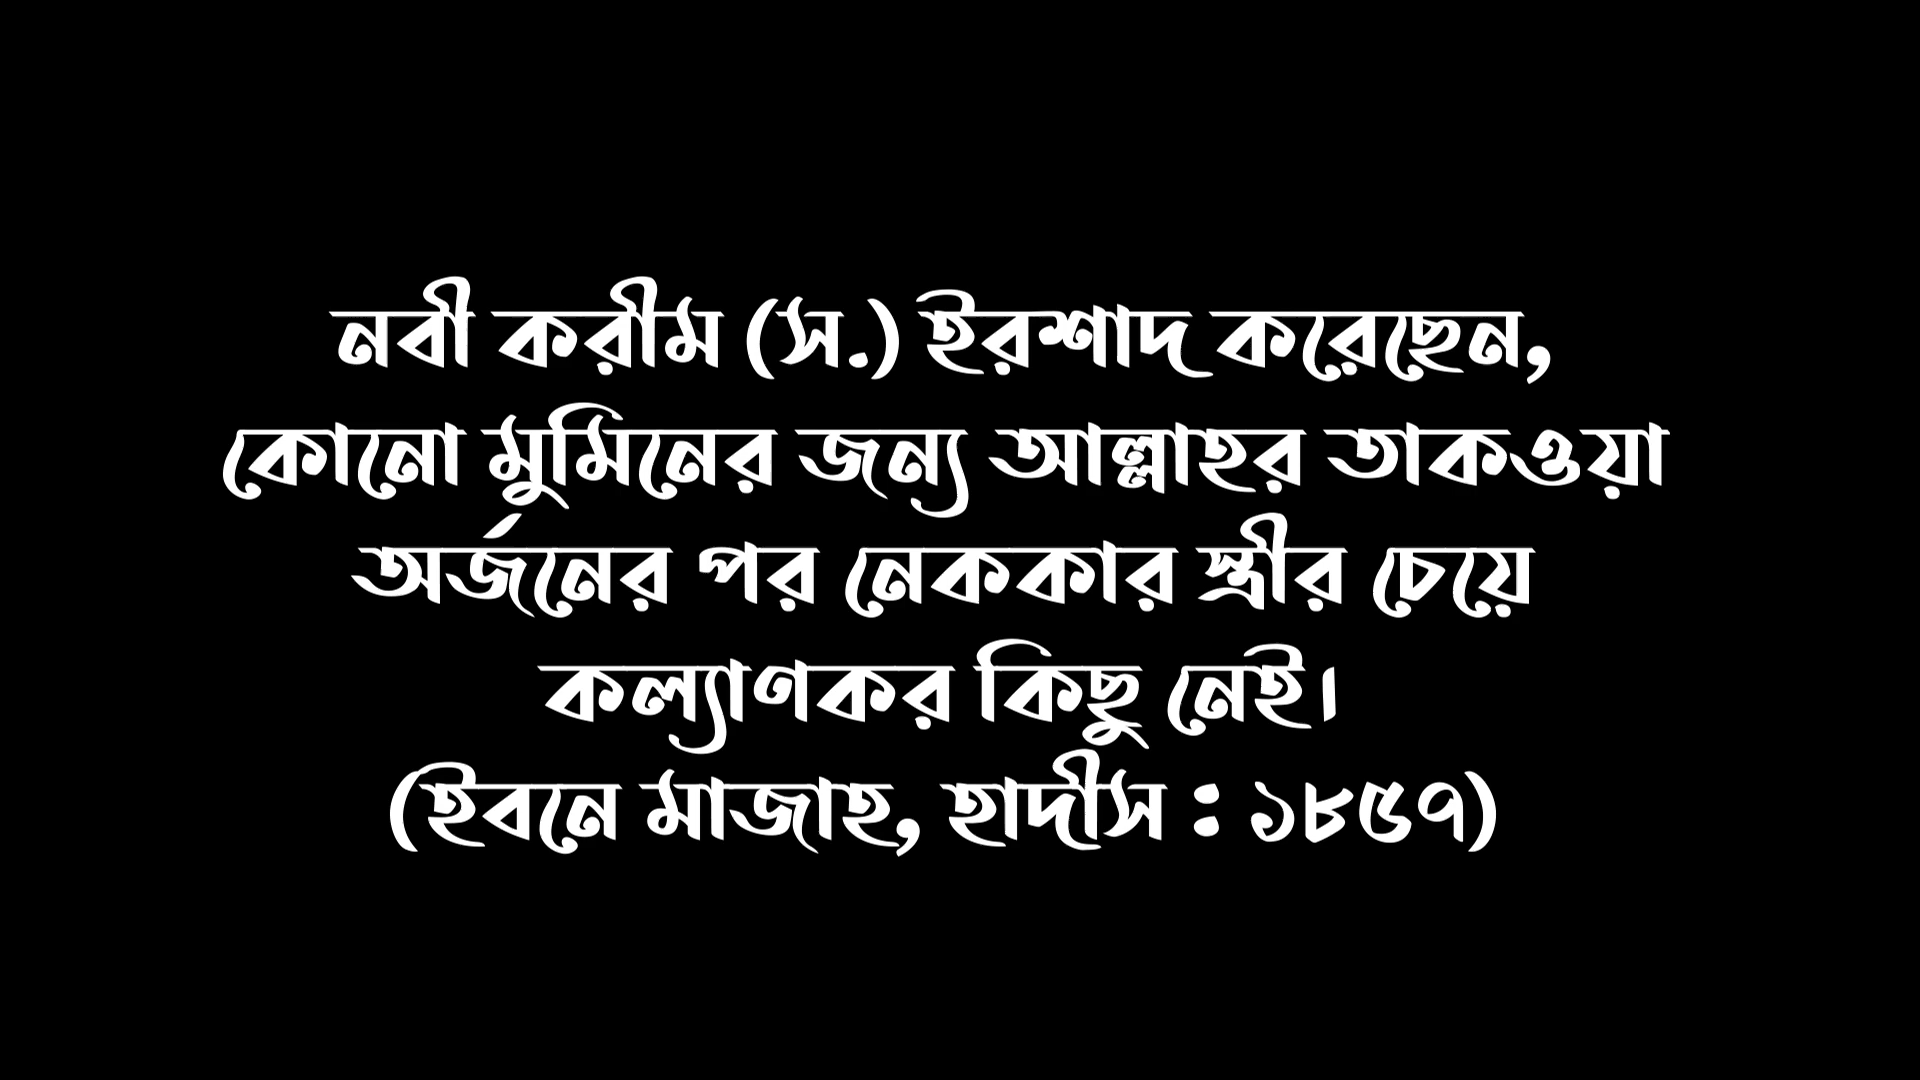 নবী করীম (স.) ইরশাদ করেছেন,
কোনো মুমিনের জন্য আল্লাহর তাকওয়া
অর্জনের পর নেককার স্ত্রীর চেয়ে
কল্যাণকর কিছু নেই।
(ইবনে মাজাহ, হাদীস : ১৮৫৭)